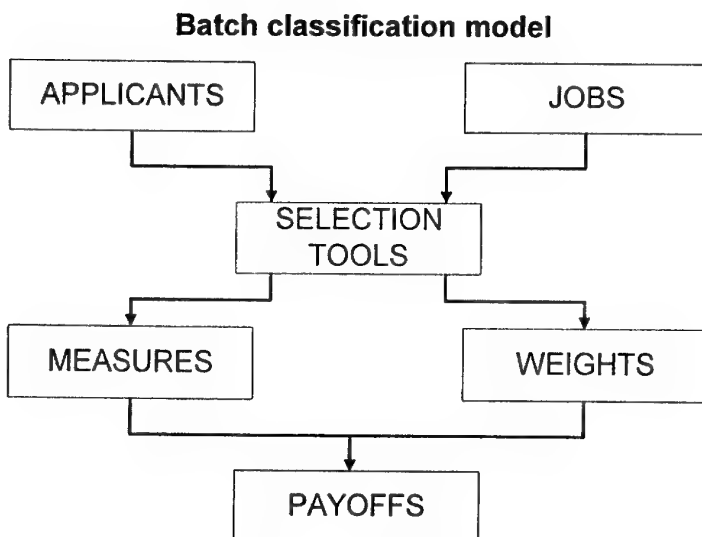 Batch classification model
APPLICANTS
JOBS
SELECTION
TOOLS
MEASURES
WEIGHTS
PAYOFFS